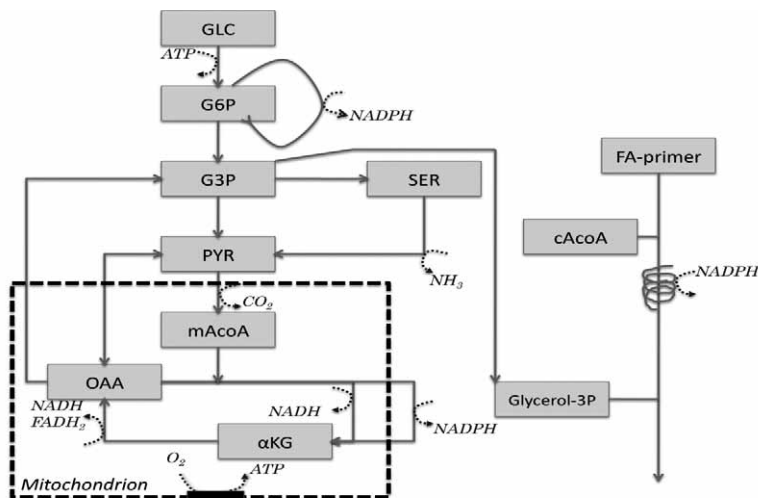 GLC
ATP
G6P
NADPH
FA-primer
G3P
SER
cAcoA
PYR
NADPH
NH3
CO2
mAcoA
OAA
Glycerol-3P
NADH
FADH2
NADH
NADPH
αKG
O2
ATP
Mitochondrion